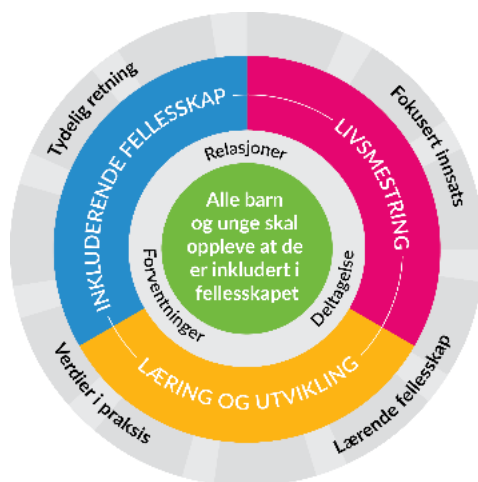 Tydelig retning
Fokusert innsats
INKLUDERENDE FELLESSKAP
LIVSMESTRING
Relasjoner
Alle barn
og unge skal
oppleve at de
er inkludert i
fellesskapet
Forventninger
Deltagelse
LÆRING OG UTVIKLING
Verdier i praksis
Lærende fellesskap